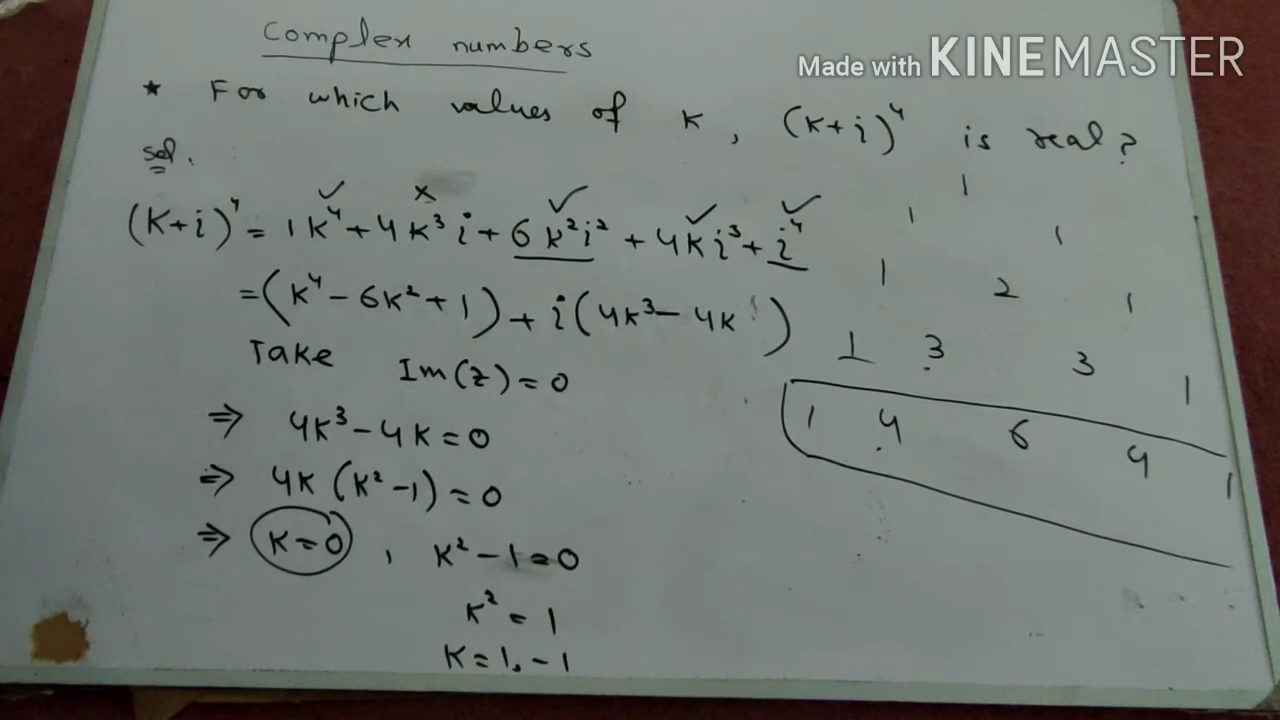 Complex numbers
Made with KINEMASTER
* For which values of K, (K+i)⁴ is real?
sol.
(K+i)⁴ = 1K⁴+4K³i+6K²i² + 4Ki³+i⁴
=(K⁴-6K²+1)+i(4K³-4K)
Take Im(z)=0
⇒ 4K³-4K=0
⇒ 4K(K²-1)=0
⇒ K=0, K²-1=0
K²=1
K=1,-1
1
1 1
1 2 1
1 3 3 1
1 4 6 4 1